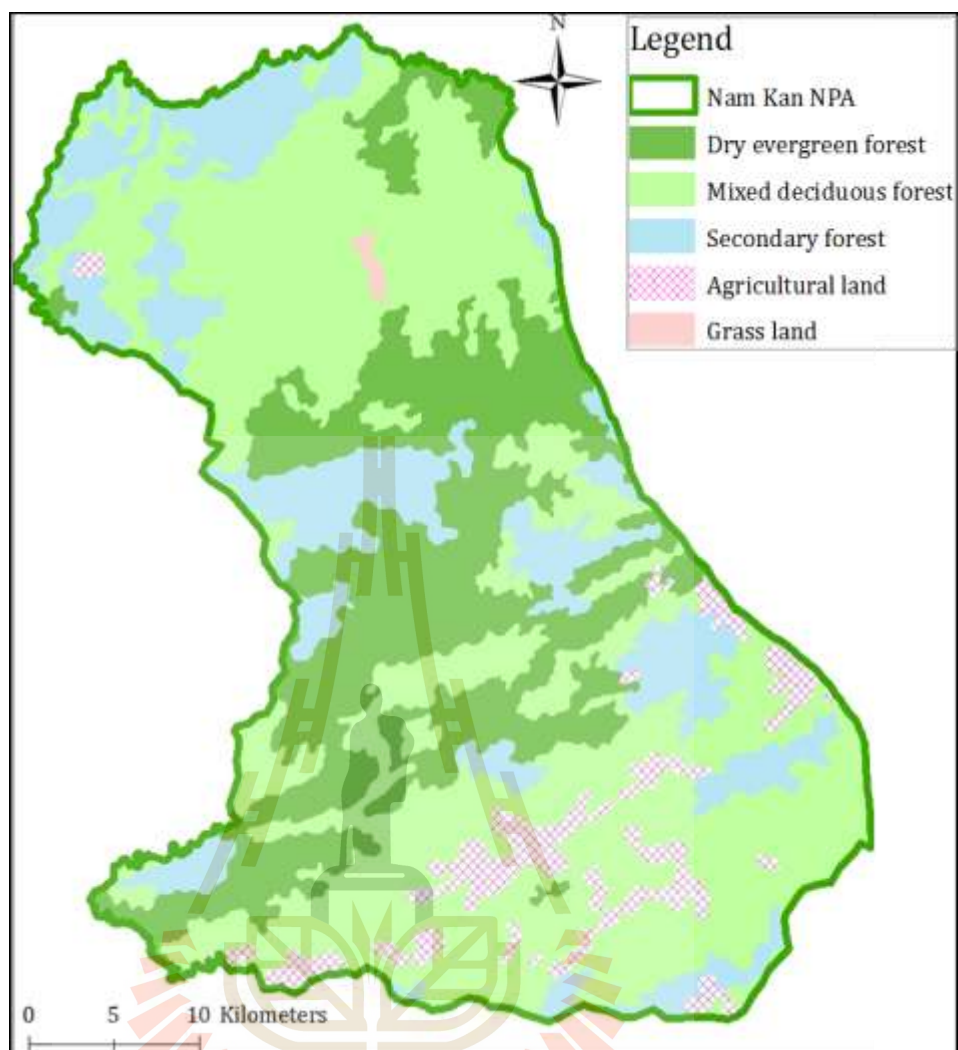 N
Legend
Nam Kan NPA
Dry evergreen forest
Mixed deciduous forest
Secondary forest
Agricultural land
Grass land
0 5 10 Kilometers